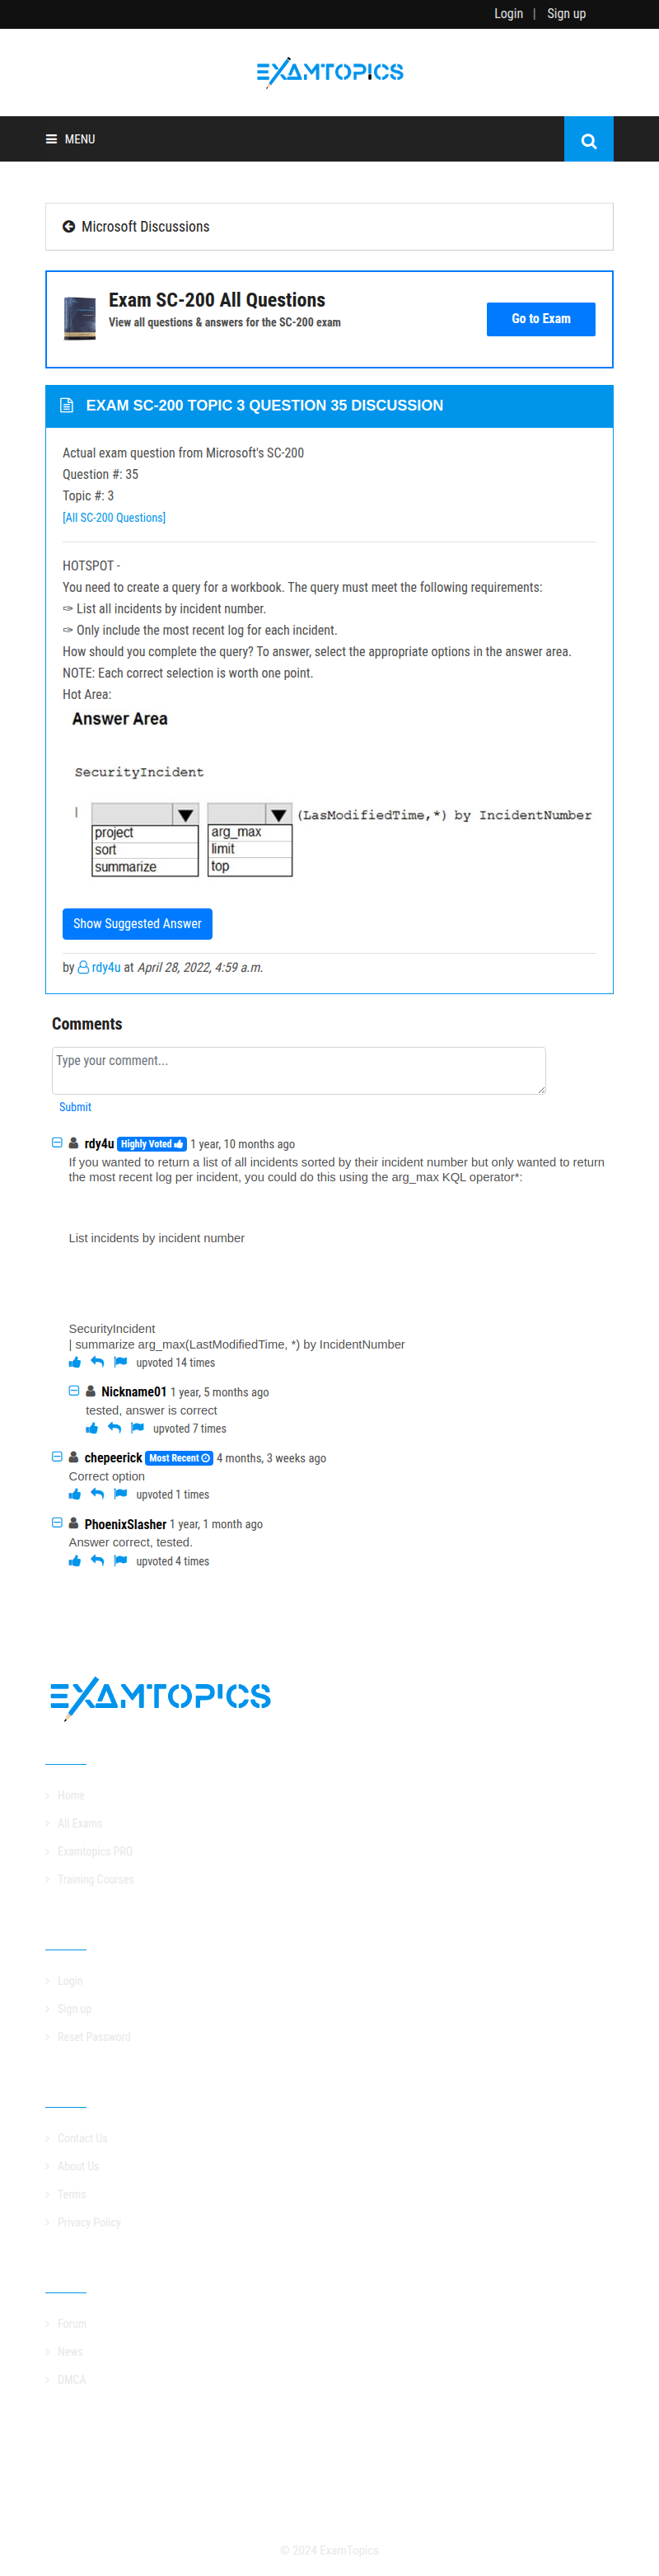 Login | Sign up
EXAMTOPICS
MENU
Microsoft Discussions
Exam SC-200 All Questions
View all questions & answers for the SC-200 exam
Go to Exam
EXAM SC-200 TOPIC 3 QUESTION 35 DISCUSSION
Actual exam question from Microsoft's SC-200
Question #: 35
Topic #: 3
[All SC-200 Questions]
HOTSPOT -
You need to create a query for a workbook. The query must meet the following requirements:
✑ List all incidents by incident number.
✑ Only include the most recent log for each incident.
How should you complete the query? To answer, select the appropriate options in the answer area.
NOTE: Each correct selection is worth one point.
Hot Area:
Answer Area
SecurityIncident
| (LasModifiedTime,*) by IncidentNumber
project arg_max
sort limit
summarize top
Show Suggested Answer
by rdy4u at April 28, 2022, 4:59 a.m.
Comments
Type your comment...
Submit
rdy4u Highly Voted 1 year, 10 months ago
If you wanted to return a list of all incidents sorted by their incident number but only wanted to return
the most recent log per incident, you could do this using the arg_max KQL operator*:
List incidents by incident number
SecurityIncident
| summarize arg_max(LastModifiedTime, *) by IncidentNumber
upvoted 14 times
Nickname01 1 year, 5 months ago
tested, answer is correct
upvoted 7 times
chepeerick Most Recent 4 months, 3 weeks ago
Correct option
upvoted 1 times
PhoenixSlasher 1 year, 1 month ago
Answer correct, tested.
upvoted 4 times
EXAMTOPICS
Home
All Exams
Examtopics PRO
Training Courses
Login
Sign up
Reset Password
Contact Us
About Us
Terms
Privacy Policy
Forum
News
DMCA
© 2024 ExamTopics